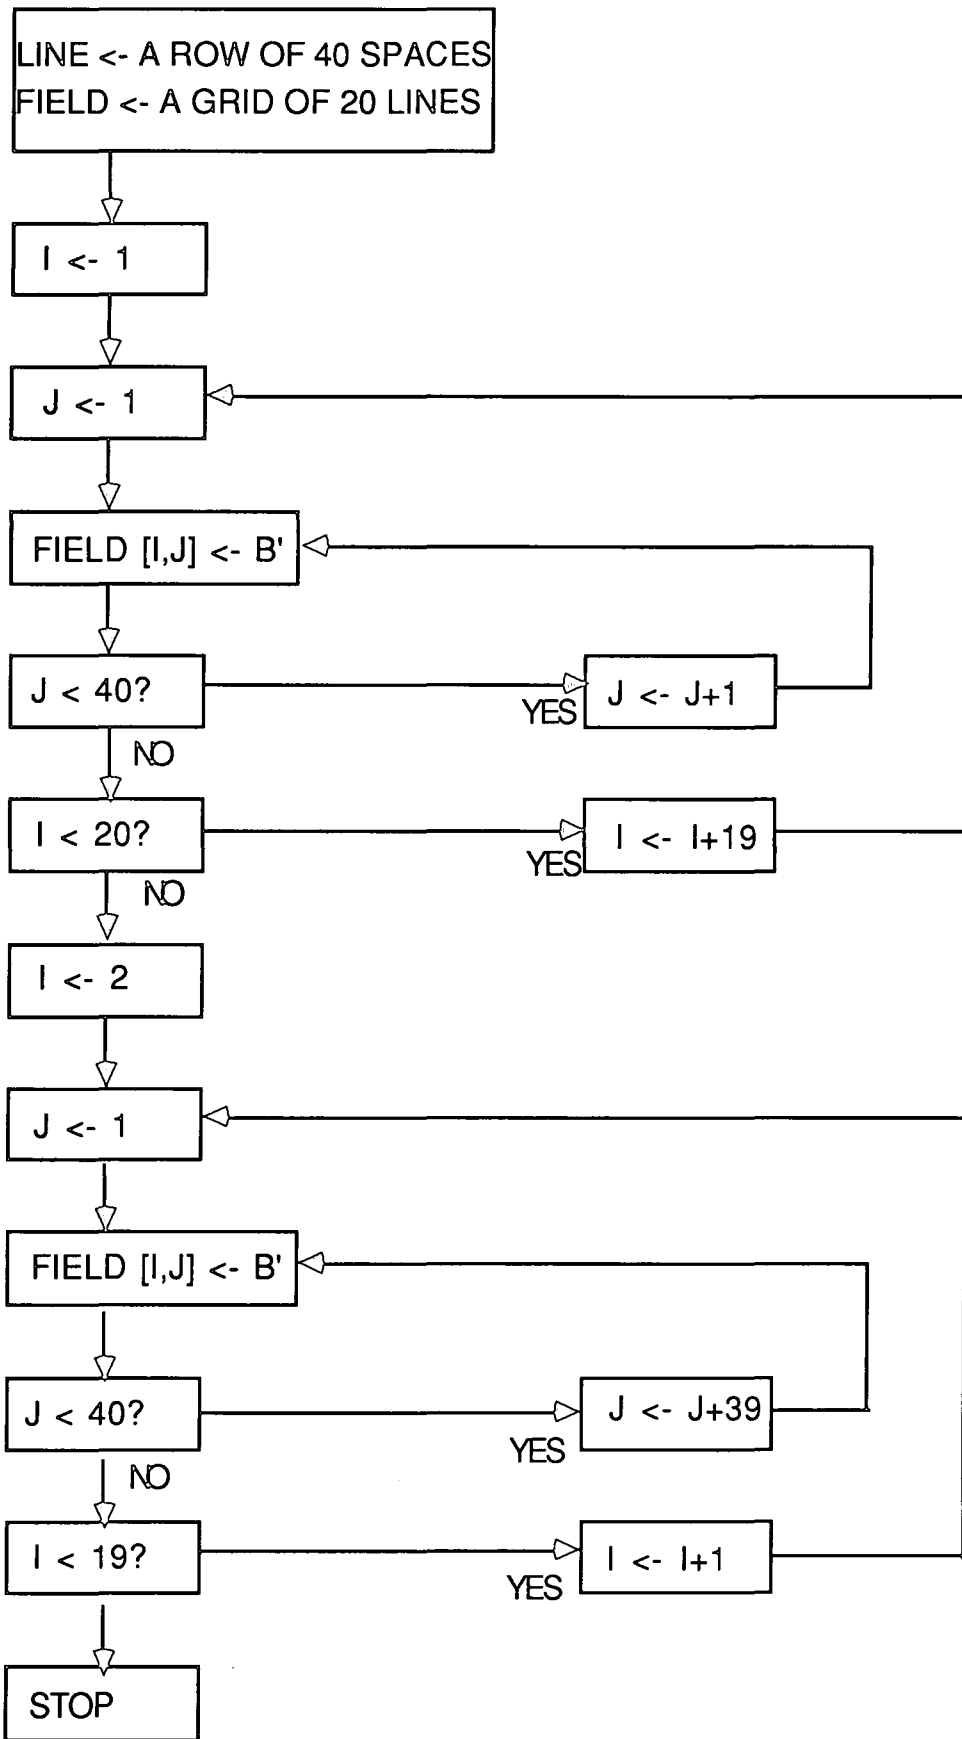 LINE <- A ROW OF 40 SPACES
FIELD <- A GRID OF 20 LINES
I <- 1
J <- 1
FIELD [I,J] <- B'
J < 40?
YES
J <- J+1
NO
I < 20?
YES
I <- I+19
NO
I <- 2
J <- 1
FIELD [I,J] <- B'
J < 40?
YES
J <- J+39
NO
I < 19?
YES
I <- I+1
STOP